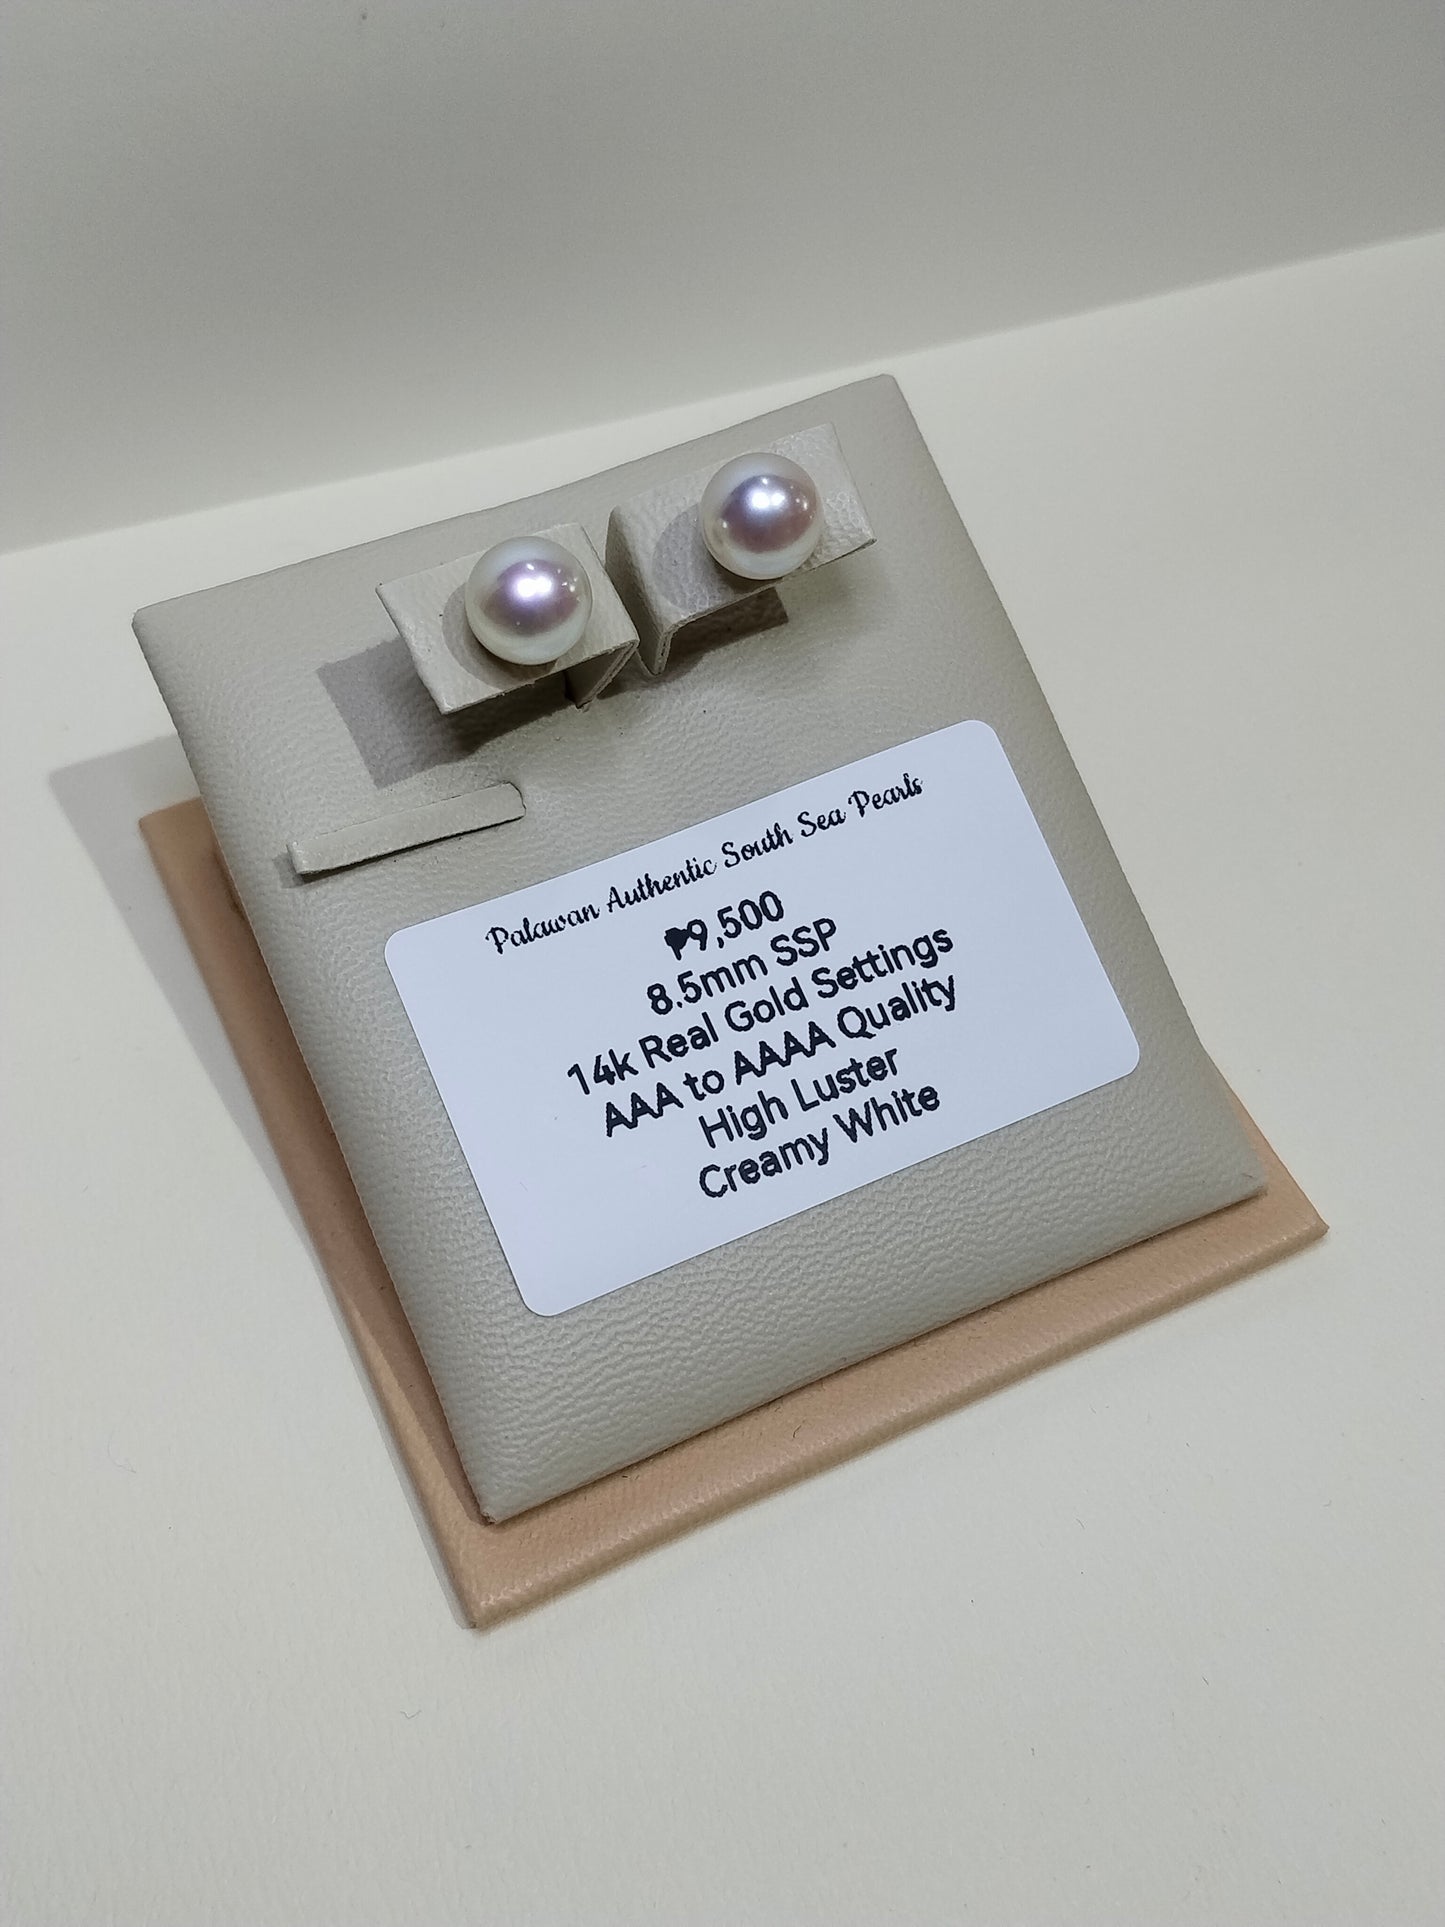 Palawan Authentic South Sea Pearls
₱9,500
8.5mm SSP
14k Real Gold Settings
AAA to AAAA Quality
High Luster
Creamy White